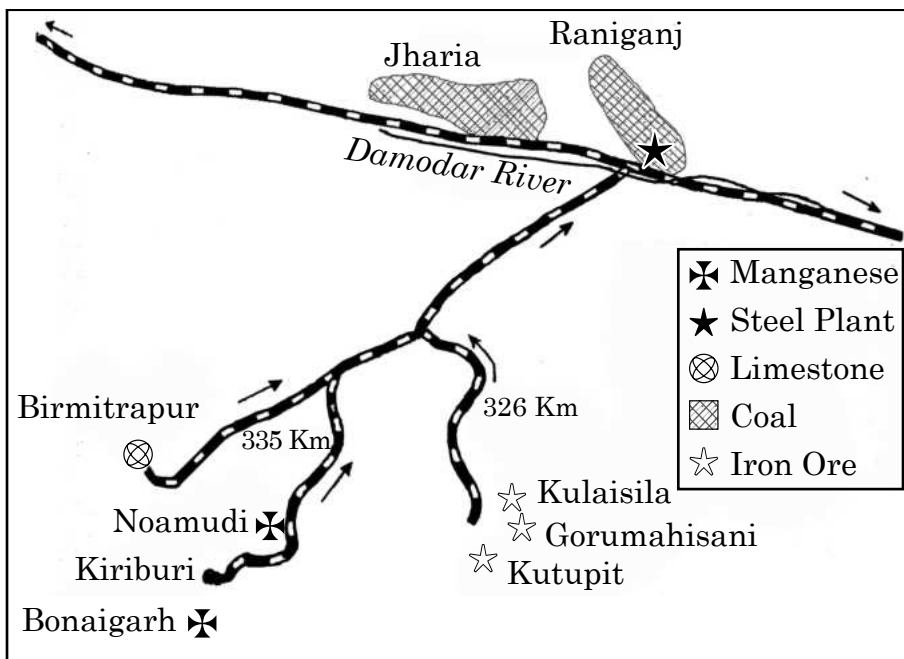 Raniganj
Jharia
Damodar River
Manganese
Steel Plant
Limestone
Coal
Iron Ore
Birmitrapur
335 Km
326 Km
Kulaisila
Noamudi
Gorumahisani
Kiriburi
Kutupit
Bonaigarh